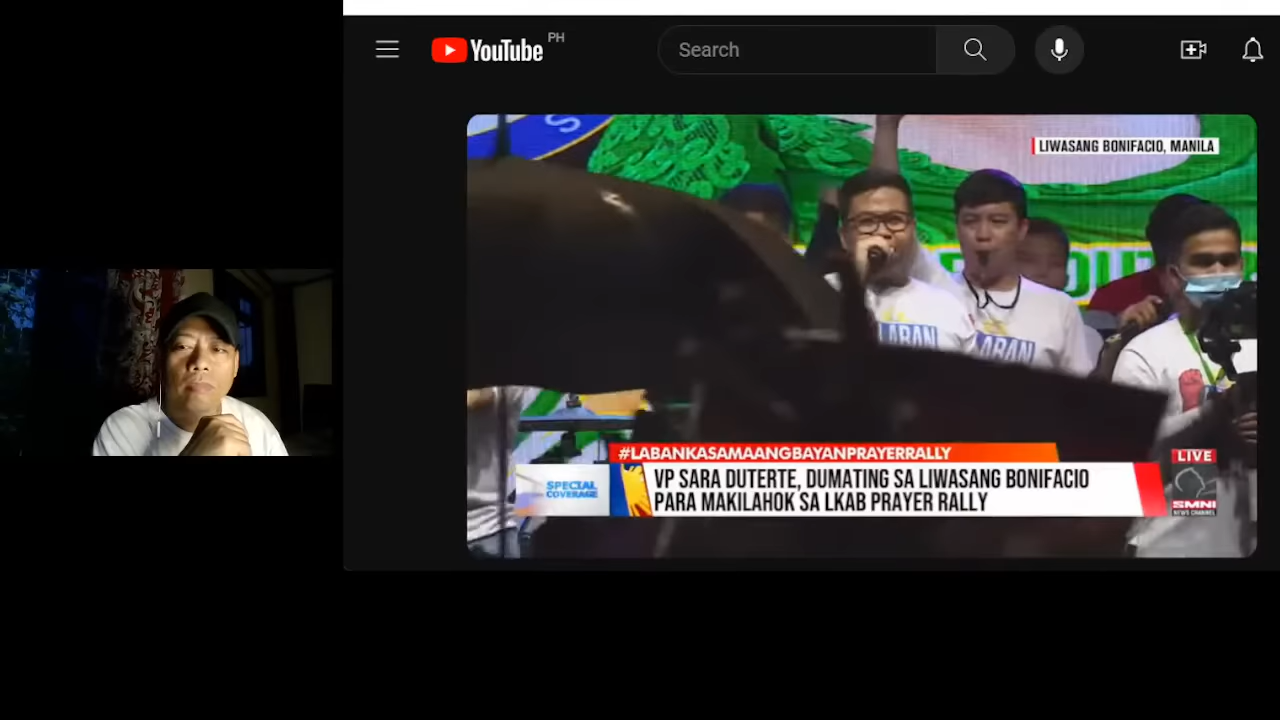 YouTube PH
Search
S
LIWASANG BONIFACIO, MANILA
LABAN
LABAN
#LABANKASAMAANGBAYANPRAYERRALLY
SPECIAL
COVERAGE
VP SARA DUTERTE, DUMATING SA LIWASANG BONIFACIO
PARA MAKILAHOK SA LKAB PRAYER RALLY
LIVE
SMNI
NEWS CHANNEL